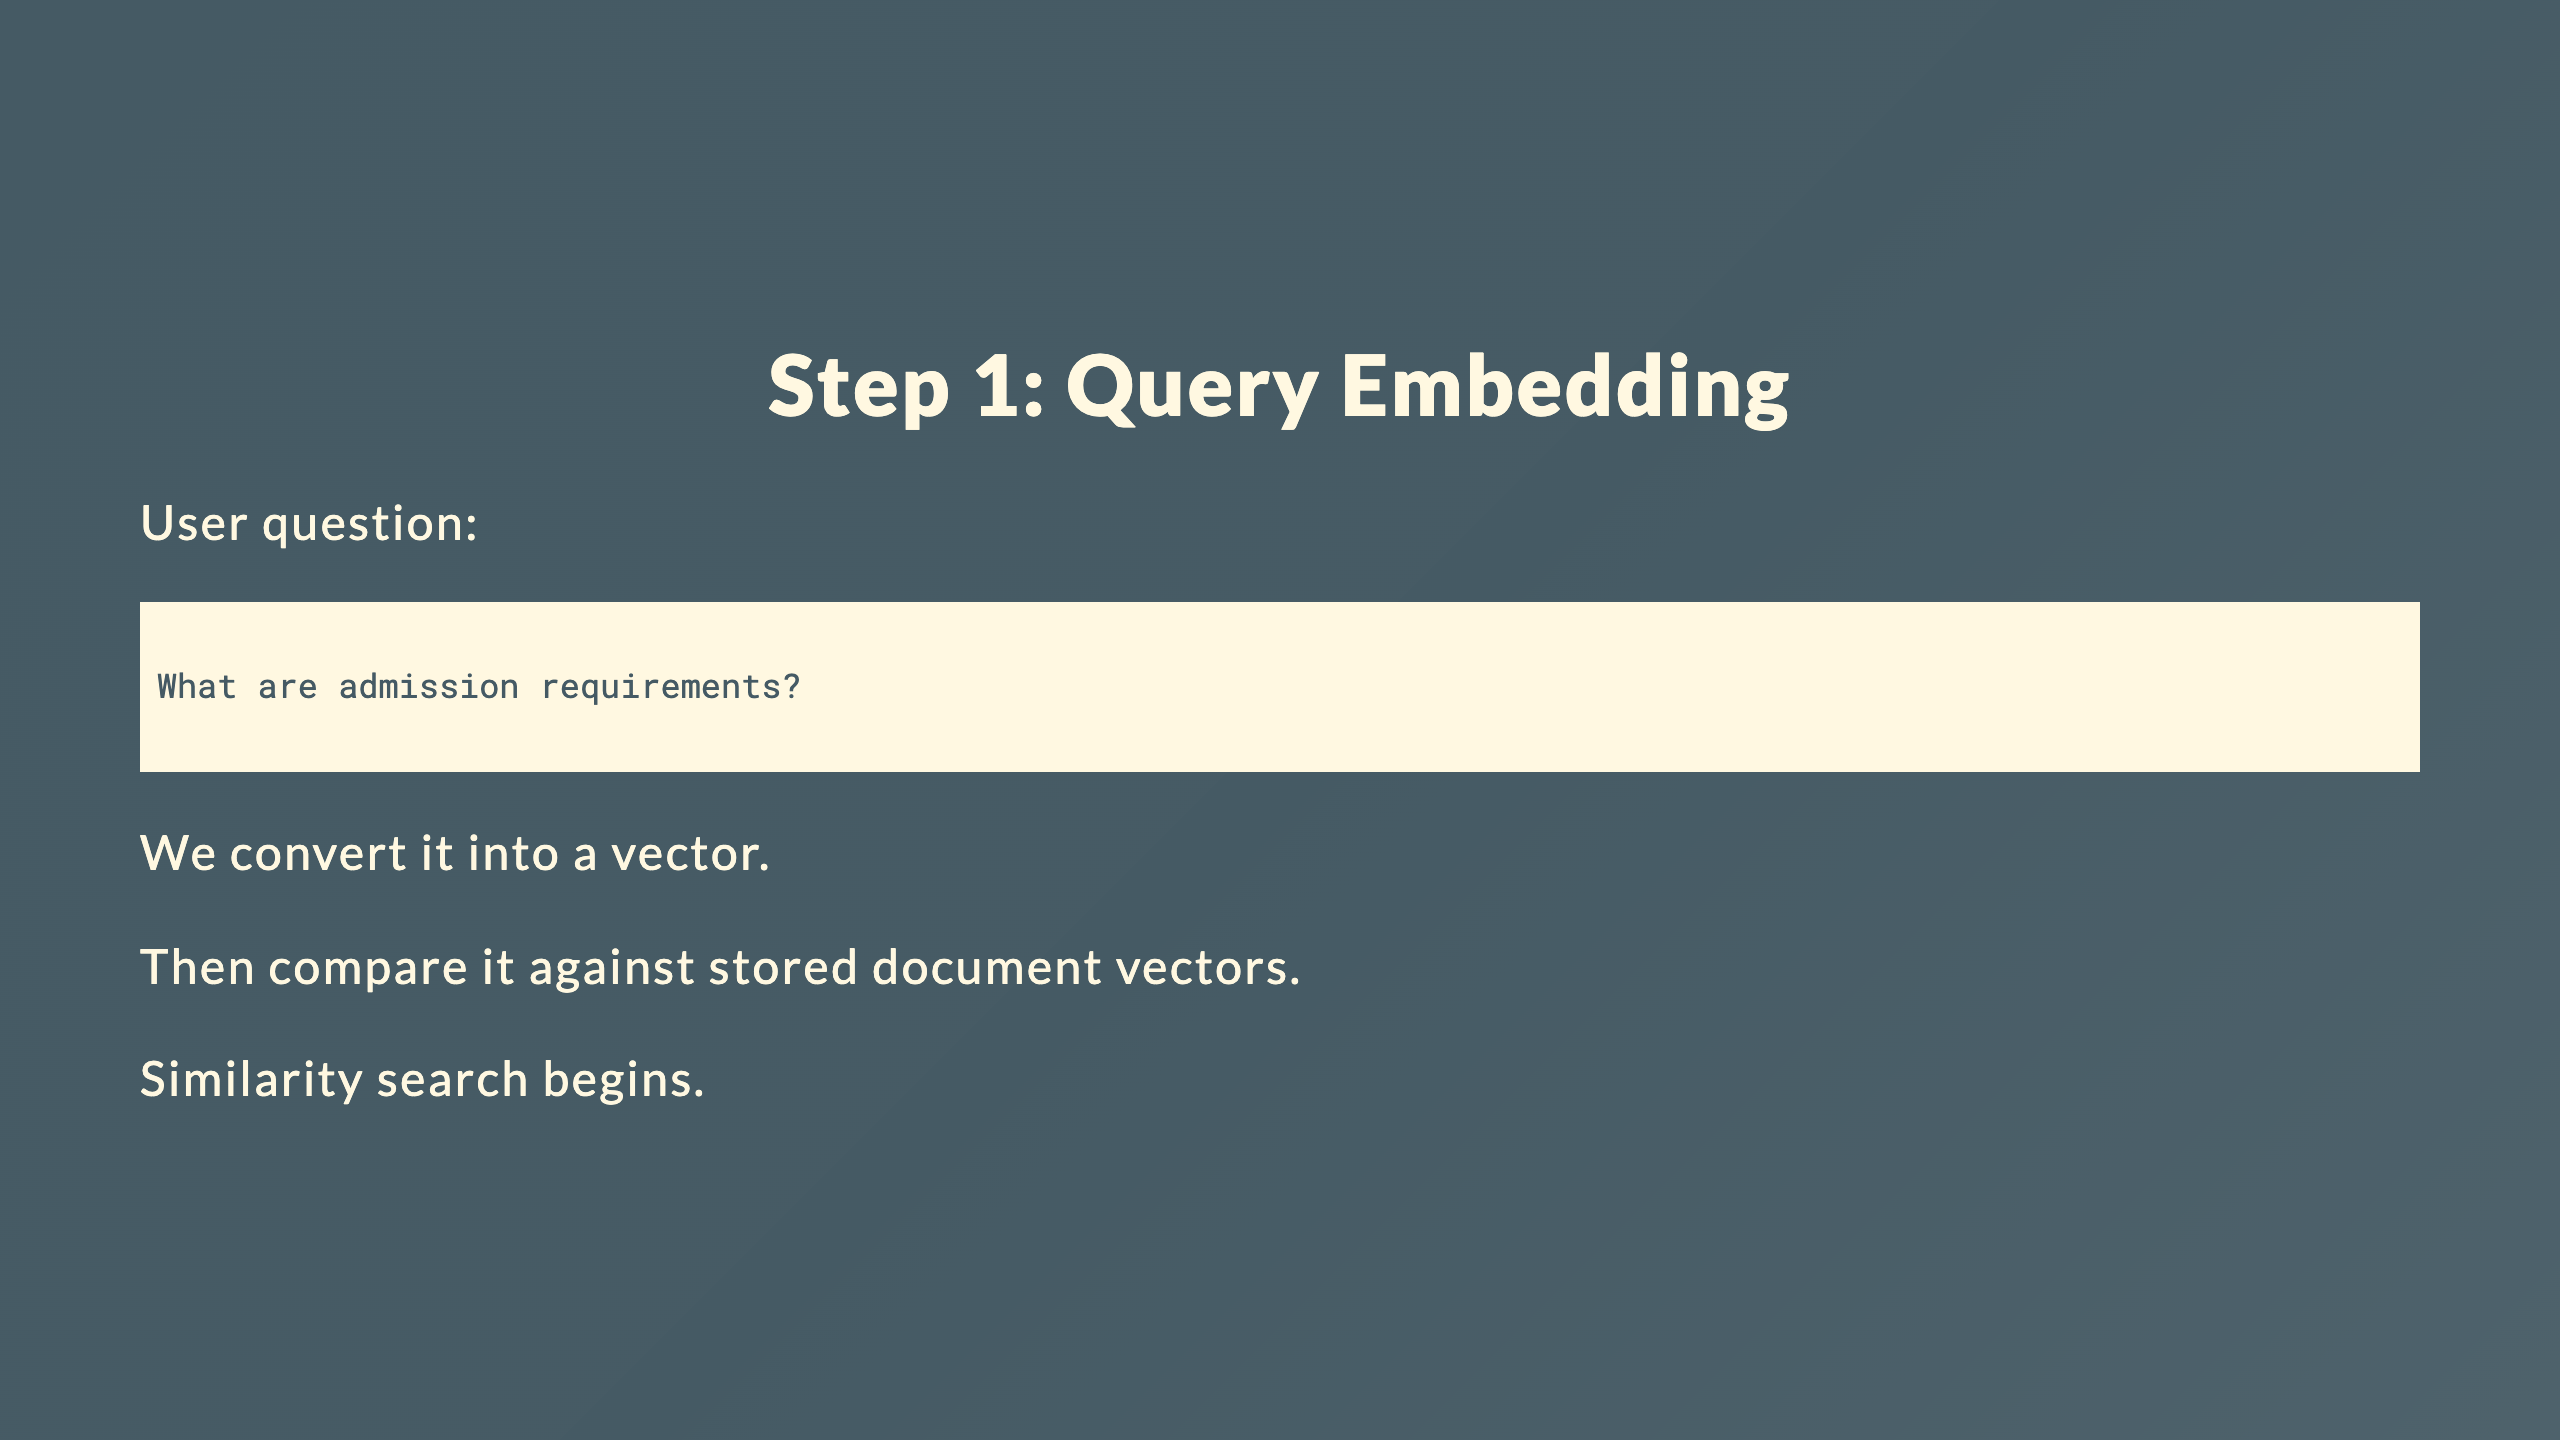 Step 1: Query Embedding
User question:
What are admission requirements?
We convert it into a vector.
Then compare it against stored document vectors.
Similarity search begins.